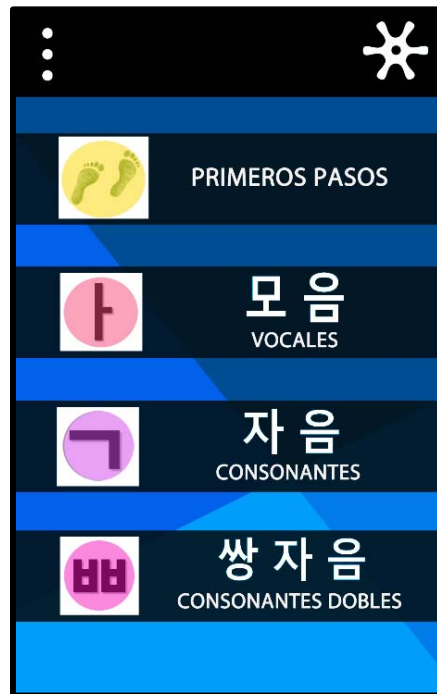 PRIMEROS PASOS
ㅏ
모 음
VOCALES
ㄱ
자 음
CONSONANTES
ㅃ
쌍 자 음
CONSONANTES DOBLES